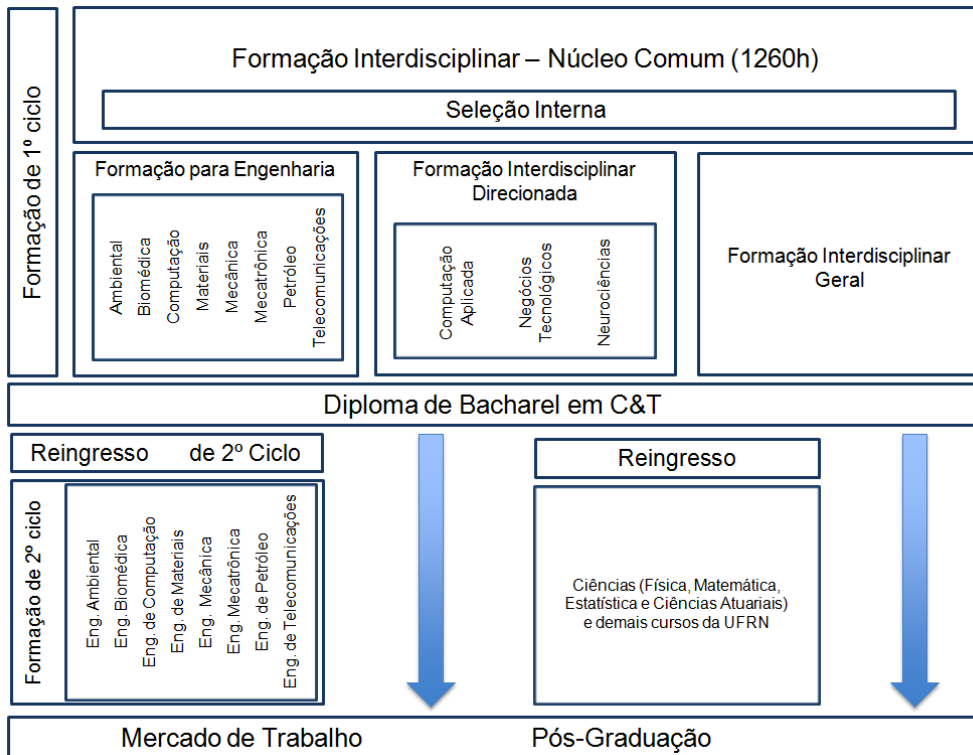 Formação de 1º ciclo
Formação Interdisciplinar – Núcleo Comum (1260h)
Seleção Interna
Formação para Engenharia
Ambiental
Biomédica
Computação
Materiais
Mecânica
Mecatrônica
Petróleo
Telecomunicações
Formação Interdisciplinar
Direcionada
Computação
Aplicada
Negócios
Tecnológicos
Neurociências
Formação Interdisciplinar
Geral
Diploma de Bacharel em C&T
Reingresso de 2º Ciclo
Formação de 2º ciclo
Eng. Ambiental
Eng. Biomédica
Eng. de Computação
Eng. de Materiais
Eng. Mecânica
Eng. Mecatrônica
Eng. de Petróleo
Eng. de Telecomunicações
Reingresso
Ciências (Física, Matemática,
Estatística e Ciências Atuariais)
e demais cursos da UFRN
Mercado de Trabalho
Pós-Graduação